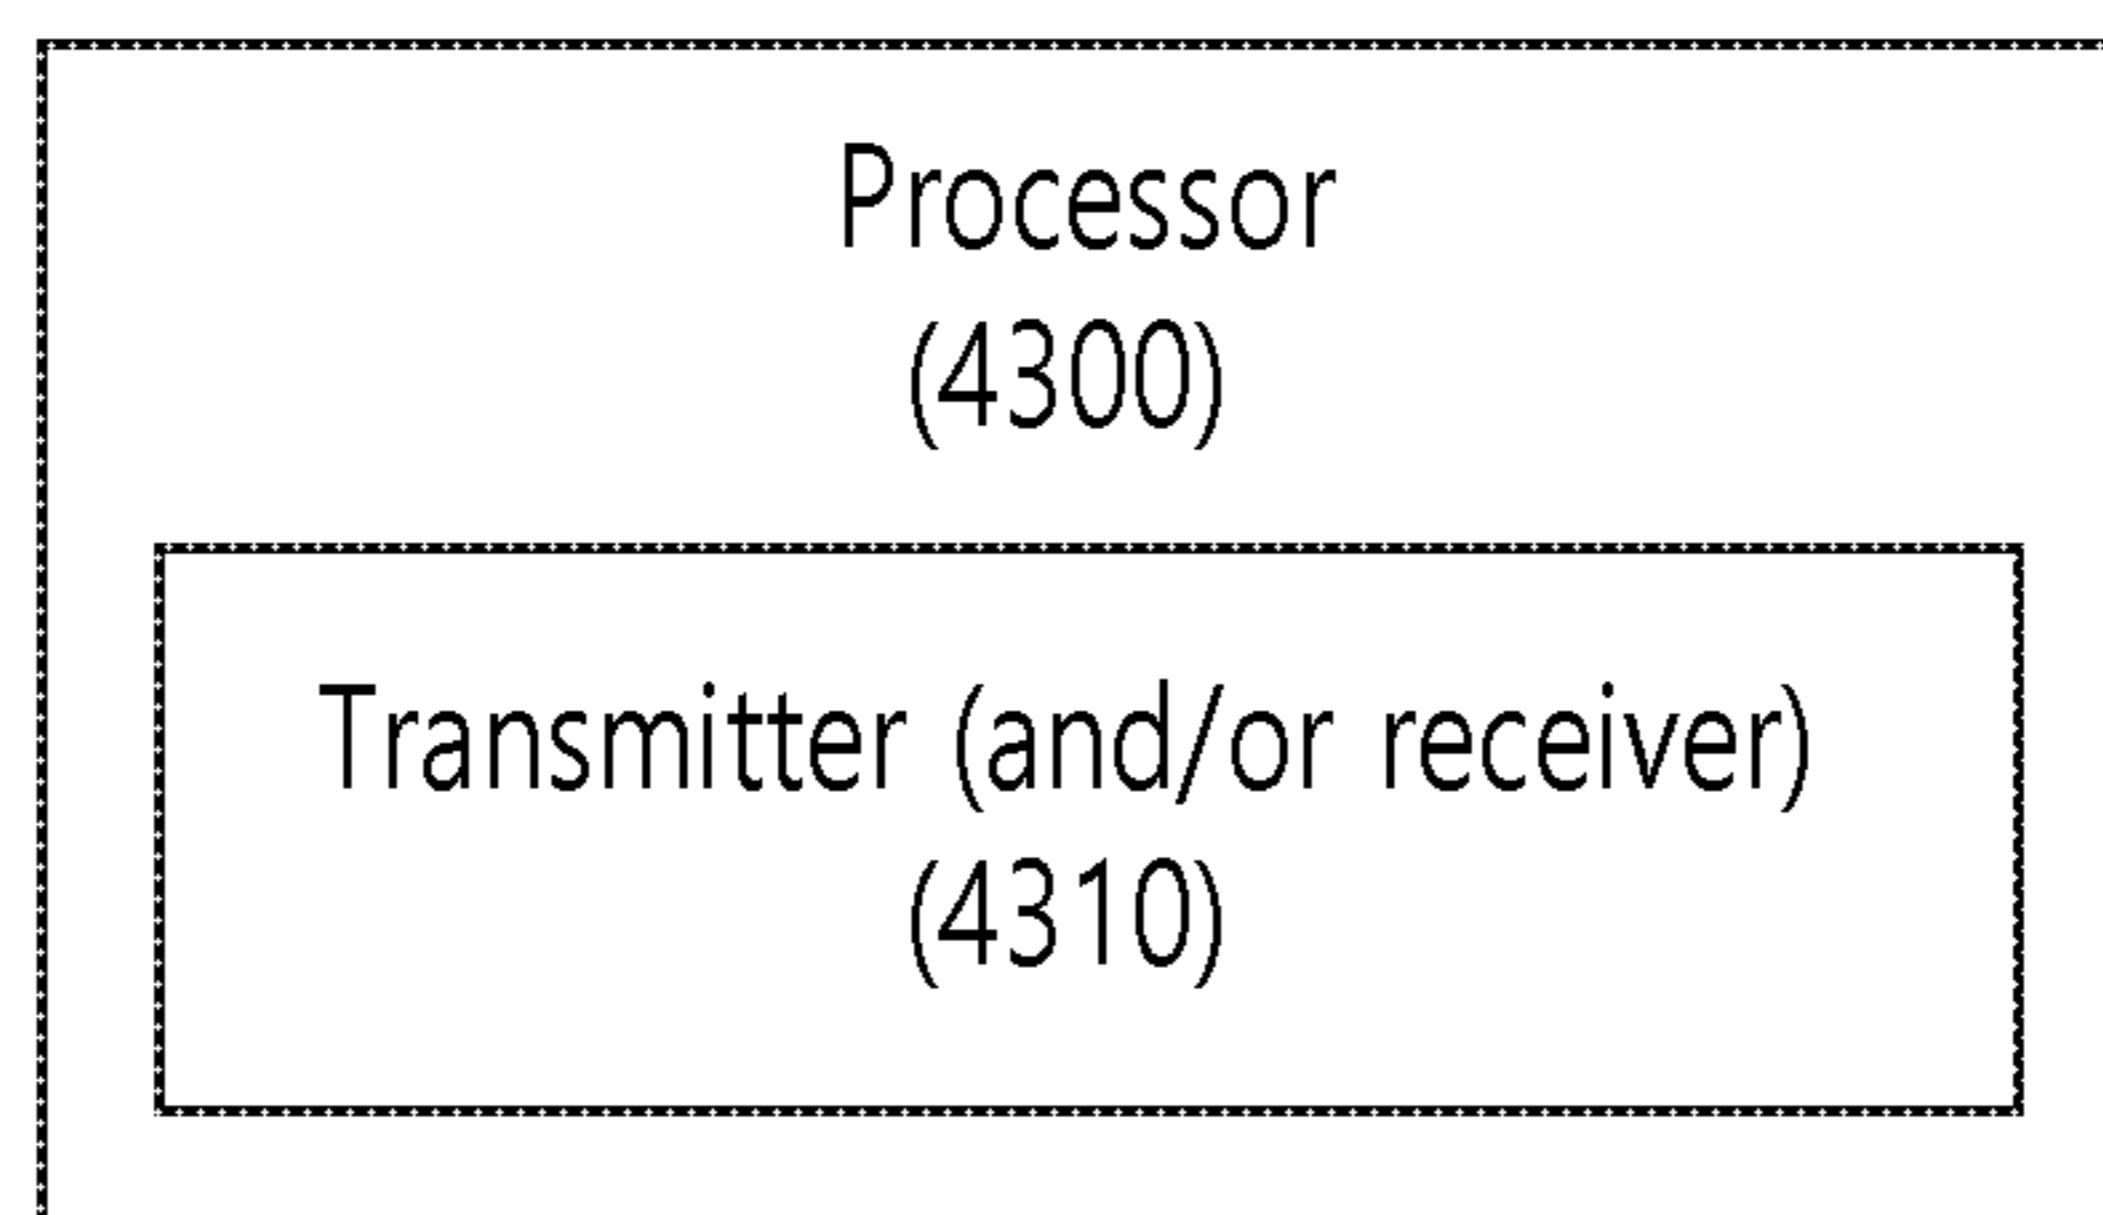 Processor
(4300)
Transmitter (and/or receiver)
(4310)